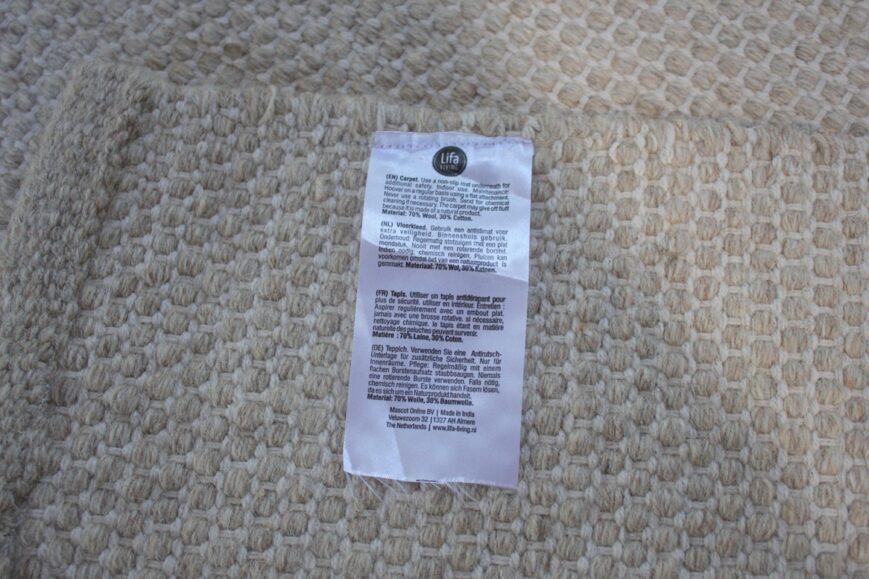 Lifa
LIVING
(EN) Carpet. Use a non-slip mat underneath for
additional safety. Indoor use. Maintenance:
Hoover on a regular basis using a flat attachment.
Never use a rotating brush. Send for chemical
cleaning if necessary. The carpet may give off fluff
because it is made of a natural product.
Material: 70% Wool, 30% Cotton.
(NL) Vloerkleed. Gebruik een antislimat voor
extra veiligheid. Binnenshuis gebruik.
Onderhoud: Regelmatig stofzuigen met een plat
mondstuk. Nooit met een roterende borstel.
Indien nodig, chemisch reinigen. Pluizen kan
voorkomen omdat het van een natuurproduct is
gemaakt. Materiaal: 70% Wol, 30% Katoen.
(FR) Tapis. Utiliser un tapis antidérapant pour
plus de sécurité. utiliser en intérieur. Entretien :
Aspirer regulièrement avec un embout plat.
jamais avec une brosse rotative. si nécessaire,
nettoyage chimique. le tapis étant en matière
naturelle des peluches peuvent survenir.
Matière : 70% Laine, 30% Coton.
(DE) Teppich. Verwenden Sie eine Antirutsch-
Unterlage für zusätzliche Sicherheit. Nur für
Innenräume. Pflege: Regelmäßig mit einem
flachen Burstenaufsatz staubsaugen. Niemals
eine rotierende Burste verwenden. Falls nötig,
chemisch reinigen. Es können sich Fasern lösen,
da es sich um ein Naturprodukt handelt.
Material: 70% Wolle, 30% Baumwolle.
Mascot Online BV | Made in India
Veluwezoom 32 | 1327 AH Almere
The Netherlands | www.lifa-living.nl